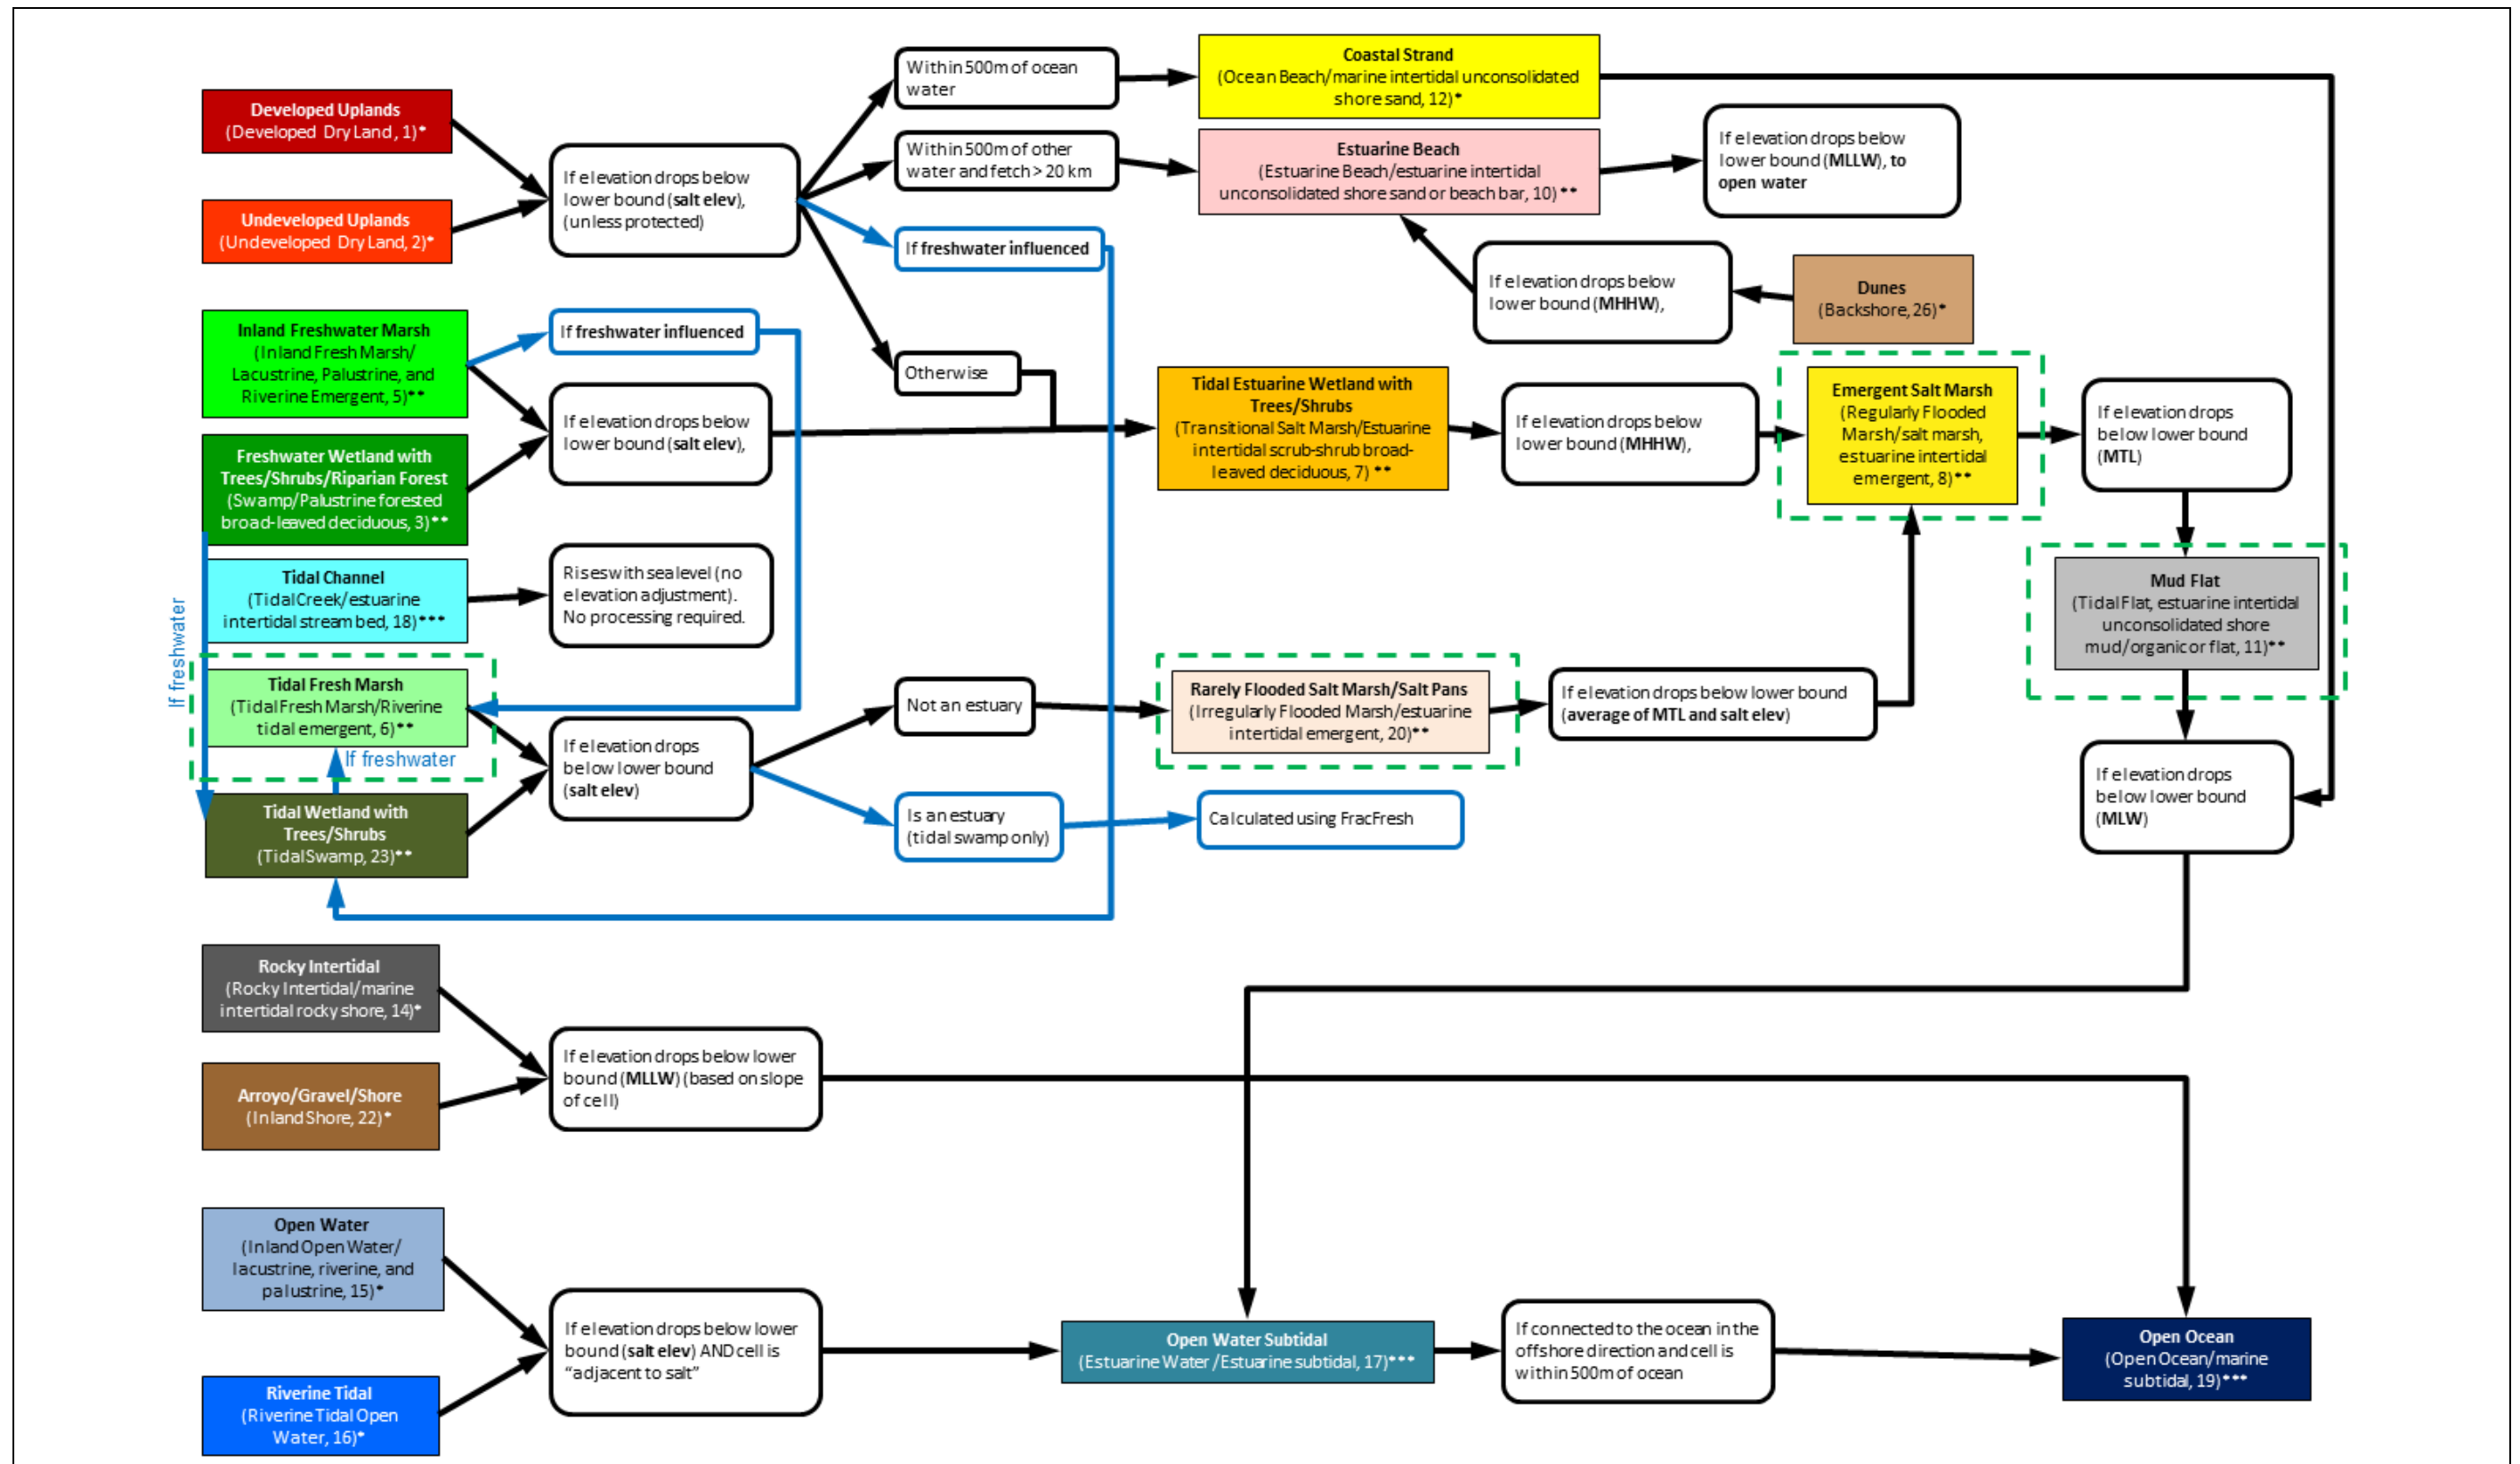 Developed Uplands
(Developed Dry Land, 1)*
Undeveloped Uplands
(Undeveloped Dry Land, 2)*
If elevation drops below
lower bound (salt elev),
(unless protected)
Within 500m of ocean
water
Within 500m of other
water and fetch > 20 km
If freshwater influenced
Otherwise
Coastal Strand
(Ocean Beach/marine intertidal unconsolidated
shore sand, 12)*
Estuarine Beach
(Estuarine Beach/estuarine intertidal
unconsolidated shore sand or beach bar, 10)**
If elevation drops below
lower bound (MLLW), to
open water
If elevation drops below
lower bound (MHHW),
Dunes
(Backshore, 26)*
Inland Freshwater Marsh
(Inland Fresh Marsh/
Lacustrine, Palustrine, and
Riverine Emergent, 5)**
If freshwater influenced
Freshwater Wetland with
Trees/Shrubs/Riparian Forest
(Swamp/Palustrine forested
broad-leaved deciduous, 3)**
If elevation drops below
lower bound (salt elev),
Tidal Estuarine Wetland with
Trees/Shrubs
(Transitional Salt Marsh/Estuarine
intertidal scrub-shrub broad-
leaved deciduous, 7) **
If elevation drops below
lower bound (MHHW),
Emergent Salt Marsh
(Regularly Flooded
Marsh/salt marsh,
estuarine intertidal
emergent, 8)**
If elevation drops
below lower bound
(MTL)
Tidal Channel
(Tidal Creek/estuarine
intertidal stream bed, 18)***
Rises with sea level (no
elevation adjustment).
No processing required.
Mud Flat
(Tidal Flat, estuarine intertidal
unconsolidated shore
mud/organic or flat, 11)**
If freshwater
Tidal Fresh Marsh
(Tidal Fresh Marsh/Riverine
tidal emergent, 6)**
If freshwater
Tidal Wetland with
Trees/Shrubs
(Tidal Swamp, 23)**
If elevation drops
below lower bound
(salt elev)
Not an estuary
Rarely Flooded Salt Marsh/Salt Pans
(Irregularly Flooded Marsh/estuarine
intertidal emergent, 20)**
If elevation drops below lower bound
(average of MTL and salt elev)
Is an estuary
(tidal swamp only)
Calculated using FracFresh
If elevation drops
below lower bound
(MLW)
Rocky Intertidal
(Rocky Intertidal/marine
intertidal rocky shore, 14)*
Arroyo/Gravel/Shore
(Inland Shore, 22)*
If elevation drops below lower
bound (MLLW) (based on slope
of cell)
Open Water
(Inland Open Water/
lacustrine, riverine, and
palustrine, 15)*
Riverine Tidal
(Riverine Tidal Open
Water, 16)*
If elevation drops below lower
bound (salt elev) AND cell is
“adjacent to salt”
Open Water Subtidal
(Estuarine Water /Estuarine subtidal, 17)***
If connected to the ocean in the
offshore direction and cell is
within 500m of ocean
Open Ocean
(Open Ocean/marine
subtidal, 19)***